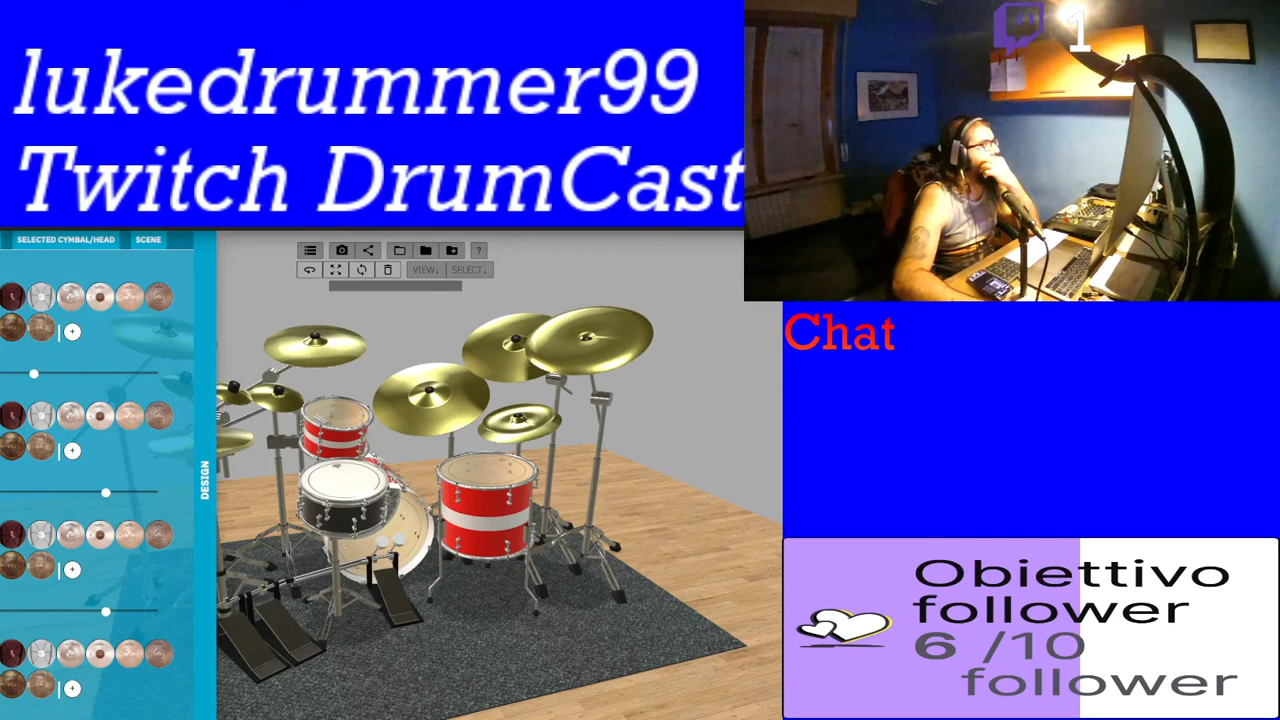 lukedrummer99
Twitch DrumCast
1
SELECTED CYMBAL/HEAD
SCENE
?
VIEW↓
SELECT↓
DESIGN
Chat
Obiettivo
follower
6 /10
follower